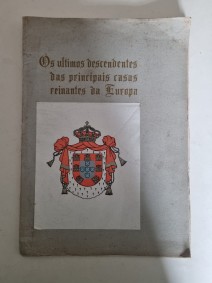 Os ultimos descendentes
das principais casas
reinantes da Europa